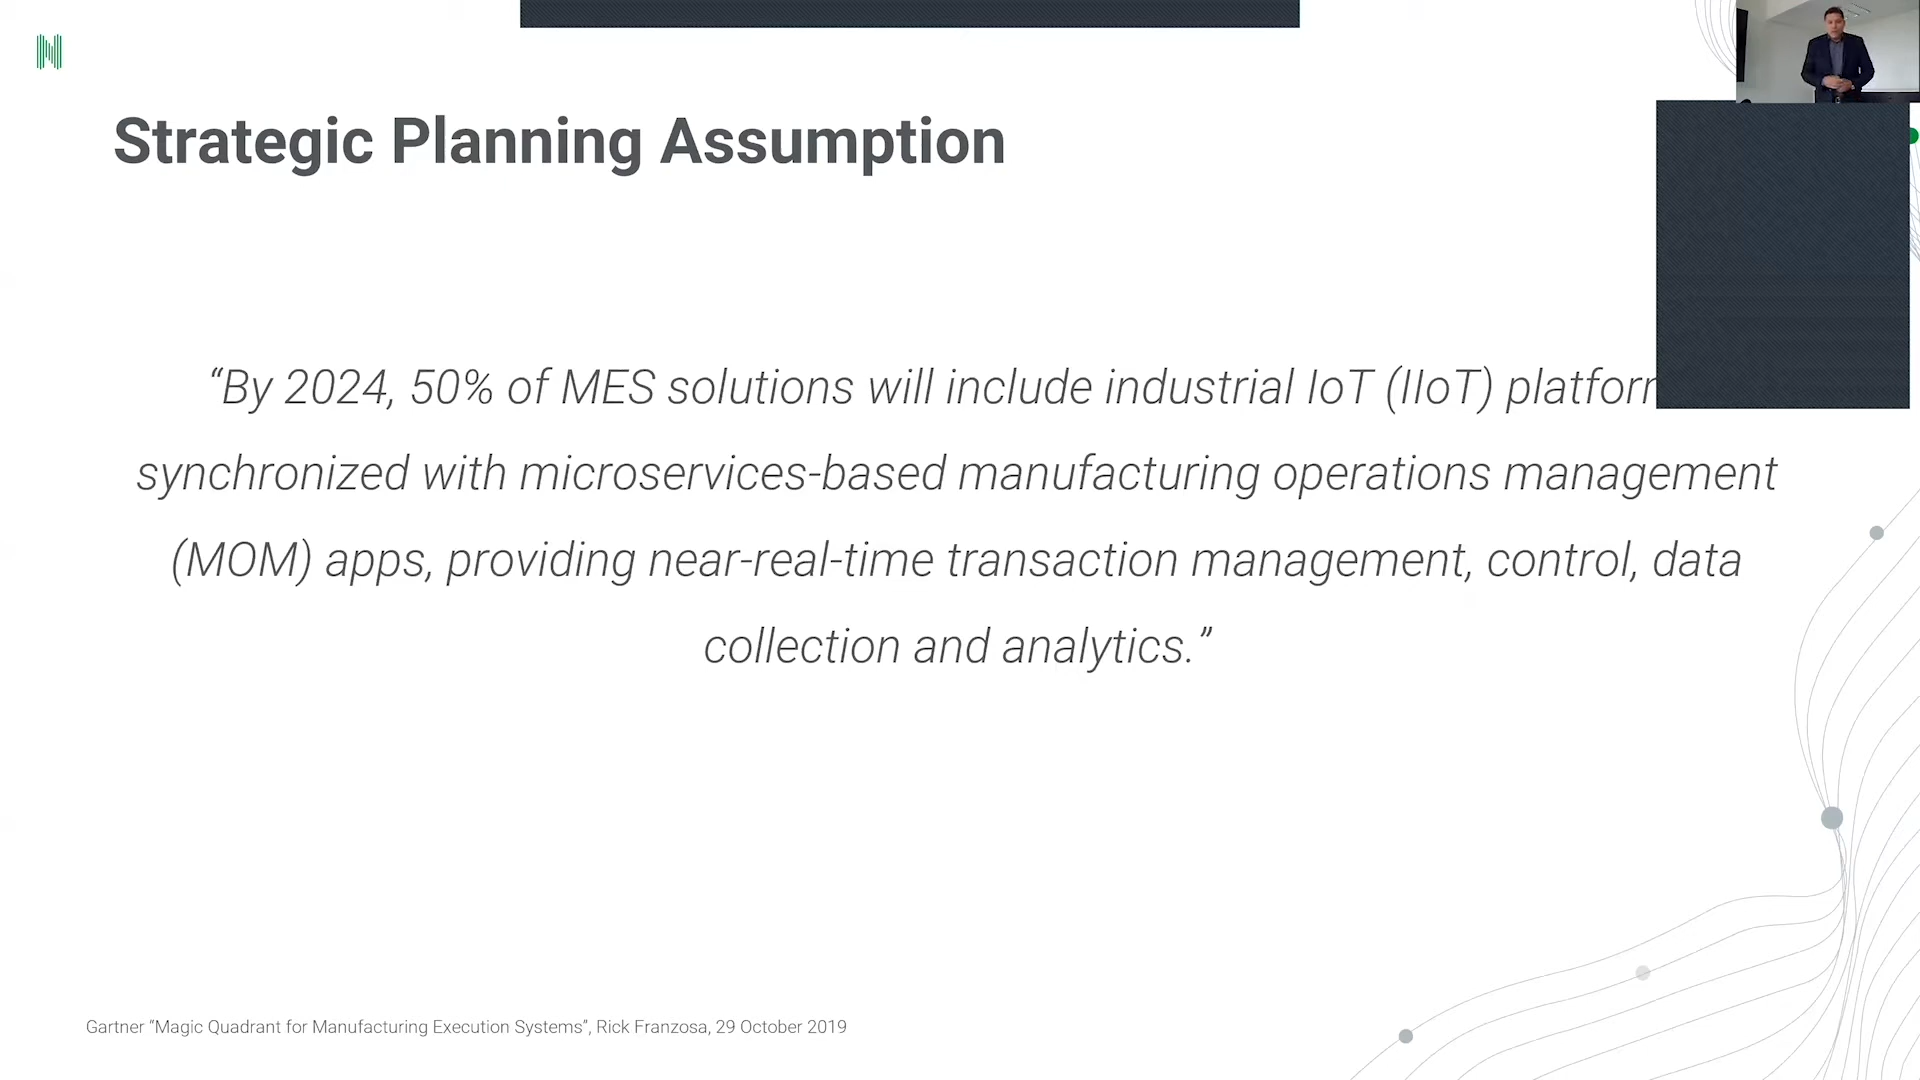 Strategic Planning Assumption
“By 2024, 50% of MES solutions will include industrial IoT (IIoT)
synchronized with microservices-based manufacturing operations management
(MOM) apps, providing near-real-time transaction management, control, data
collection and analytics.”
Gartner “Magic Quadrant for Manufacturing Execution Systems”, Rick Franzosa, 29 October 2019